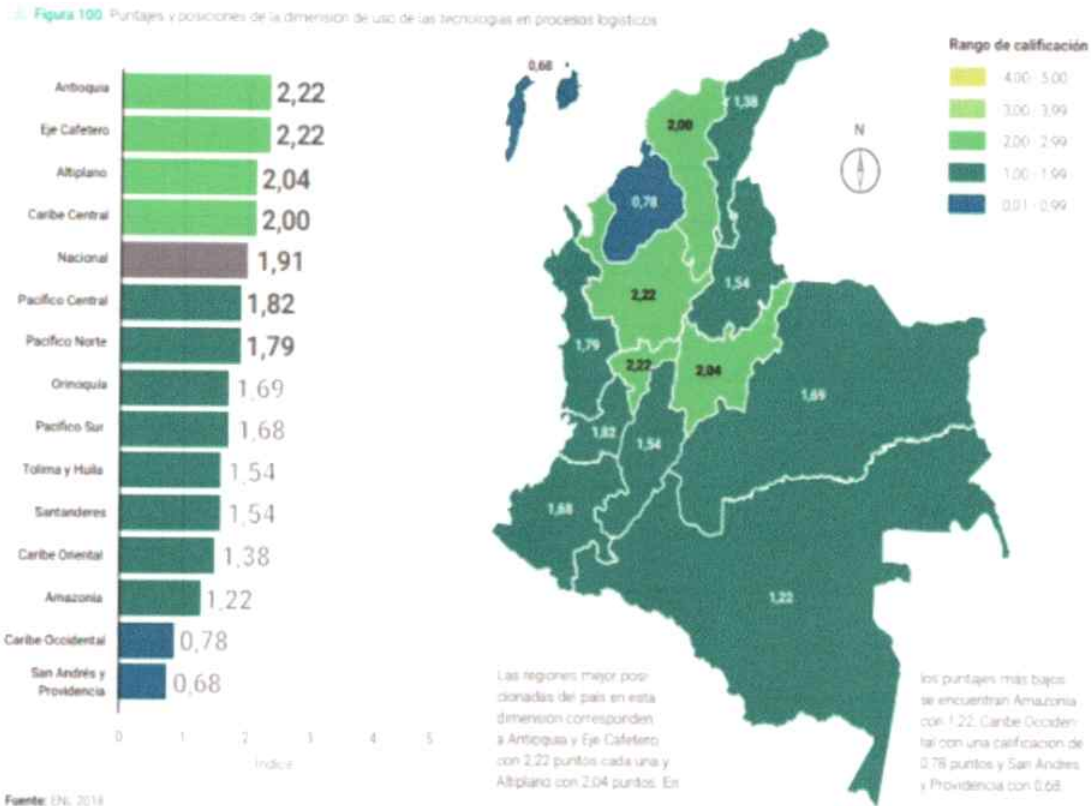 Figura 100 Puntajes y posiciones de la dimensión de uso de las tecnologías en procesos logísticos
Antioquia 2,22
Eje Cafetero 2,22
Altiplano 2,04
Caribe Central 2,00
Nacional 1,91
Pacífico Central 1,82
Pacífico Norte 1,79
Orinoquía 1,69
Pacífico Sur 1,68
Tolima y Huila 1,54
Santanderes 1,54
Caribe Oriental 1,38
Amazonía 1,22
Caribe Occidental 0,78
San Andrés y
Providencia 0,68
0 1 2 3 4 5
Índice
Fuente: ENL 2018
0,68
1,38
2,00
0,78
1,54
2,22
1,79
2,22
2,04
1,69
1,82
1,54
1,68
1,22
N
Rango de calificación
4.00 - 5.00
3.00 - 3.99
2.00 - 2.99
1.00 - 1.99
0.01 - 0.99
Las regiones mejor posi-
cionadas del país en esta
dimensión corresponden
a Antioquia y Eje Cafetero
con 2,22 puntos cada una y
Altiplano con 2,04 puntos. En
los puntajes más bajos
se encuentran Amazonía
con 1,22, Caribe Occiden-
tal con una calificación de
0,78 puntos y San Andrés
y Providencia con 0,68.